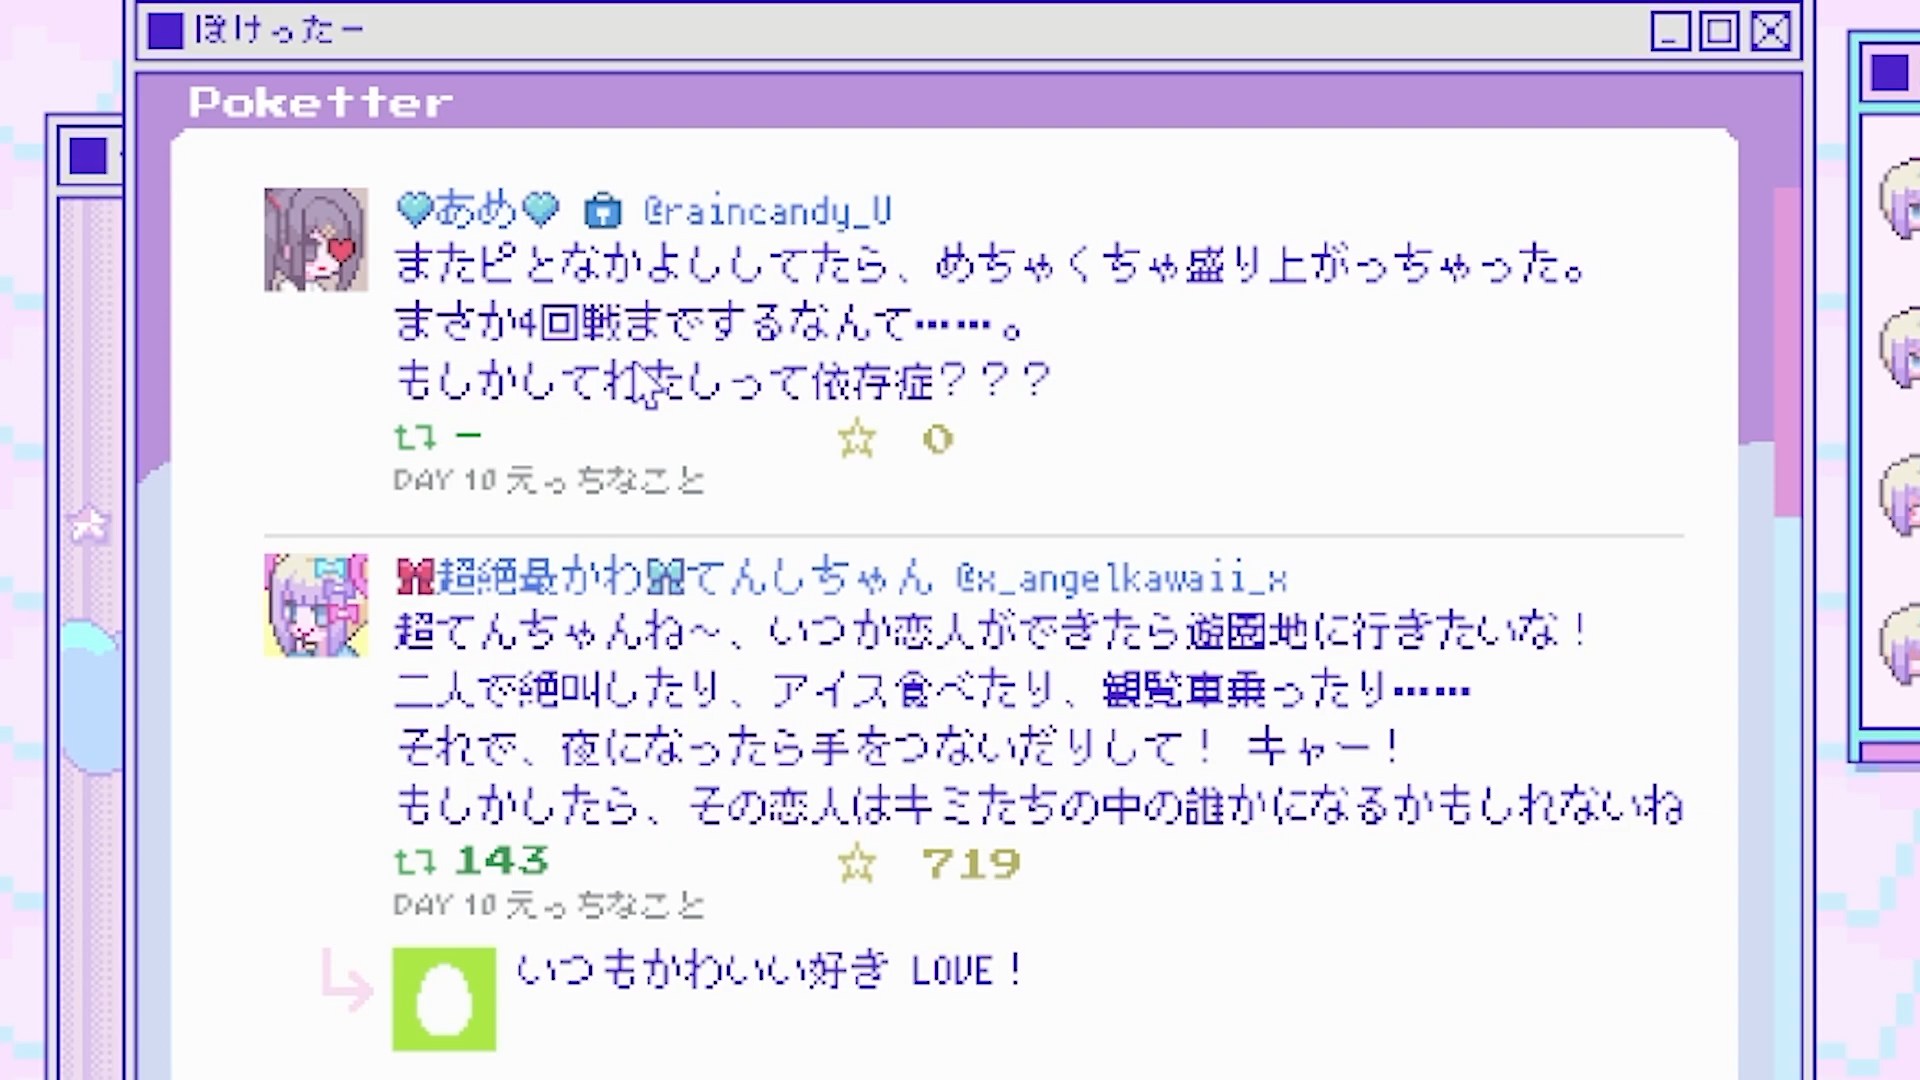 ぽけったー
Poketter
あめ @raincandy_U
またピとなかよししてたら、めちゃくちゃ盛り上がっちゃった。
まさか4回戦までするなんて……。
もしかしてわたしって依存症？？？
- 0
DAY 10 えっちなこと
超絶最かわてんしちゃん @x_angelkawaii_x
超てんちゃんね～、いつか恋人ができたら遊園地に行きたいな！
二人で絶叫したり、アイス食べたり、観覧車乗ったり……
それで、夜になったら手をつないだりして！ キャー！
もしかしたら、その恋人はキミたちの中の誰かになるかもしれないね
143 719
DAY 10 えっちなこと
いつもかわいい好き LOVE！